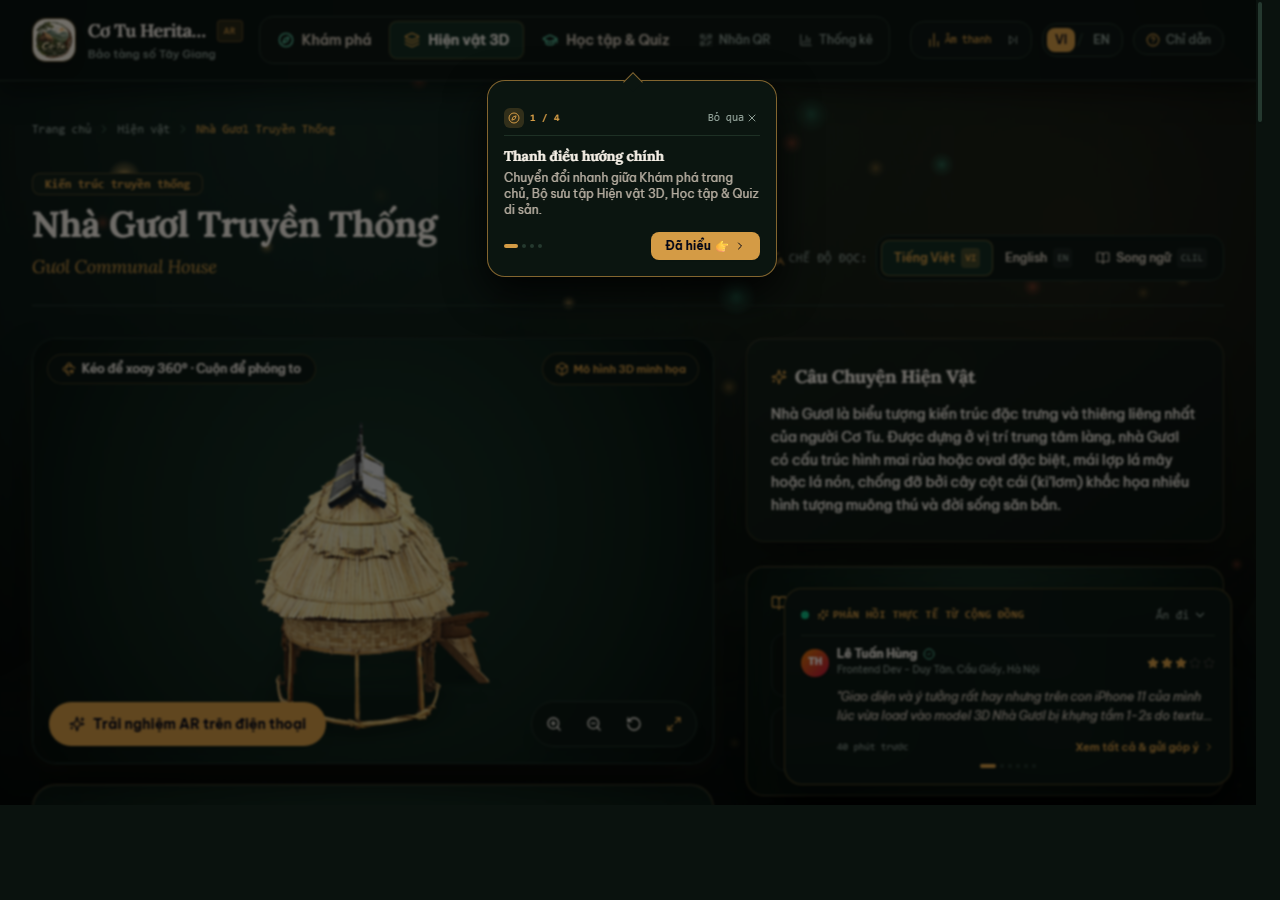 Cơ Tu Herita... AR
Bảo tàng số Tây Giang
Khám phá
Hiện vật 3D
Học tập & Quiz
Nhãn QR
Thống kê
Âm thanh
VI / EN
Chỉ dẫn
1 / 4
Bỏ qua
Thanh điều hướng chính
Chuyển đổi nhanh giữa Khám phá trang
chủ, Bộ sưu tập Hiện vật 3D, Học tập & Quiz
di sản.
Đã hiểu 👉
Trang chủ > Hiện vật > Nhà Gươl Truyền Thống
Kiến trúc truyền thống
Nhà Gươl Truyền Thống
Gươl Communal House
CHẾ ĐỘ ĐỌC:
Tiếng Việt VI
English EN
Song ngữ CLIL
Kéo để xoay 360° · Cuộn để phóng to
Mô hình 3D minh họa
Trải nghiệm AR trên điện thoại
Câu Chuyện Hiện Vật
Nhà Gươl là biểu tượng kiến trúc độc trưng và thiêng liêng nhất
của người Cơ Tu. Được dựng ở vị trí trung tâm làng, nhà Gươl
có cấu trúc hình mai rùa hoặc oval đặc biệt, mái lợp lá mây
hoặc lá nón, chống đỡ bởi cây cột cái (k'lơm) khắc họa nhiều
hình tượng muông thú và đời sống săn bắn.
PHẢN HỒI THỰC TẾ TỪ CỘNG ĐỒNG
Ẩn đi
TH
Lê Tuấn Hùng
Frontend Dev – Duy Tân, Cầu Giấy, Hà Nội
"Giao diện và ý tưởng rất hay nhưng trên con iPhone 11 của mình
lúc vừa load vào model 3D Nhà Gươl bị khựng tầm 1-2s do textu...
40 phút trước
Xem tất cả & gửi góp ý